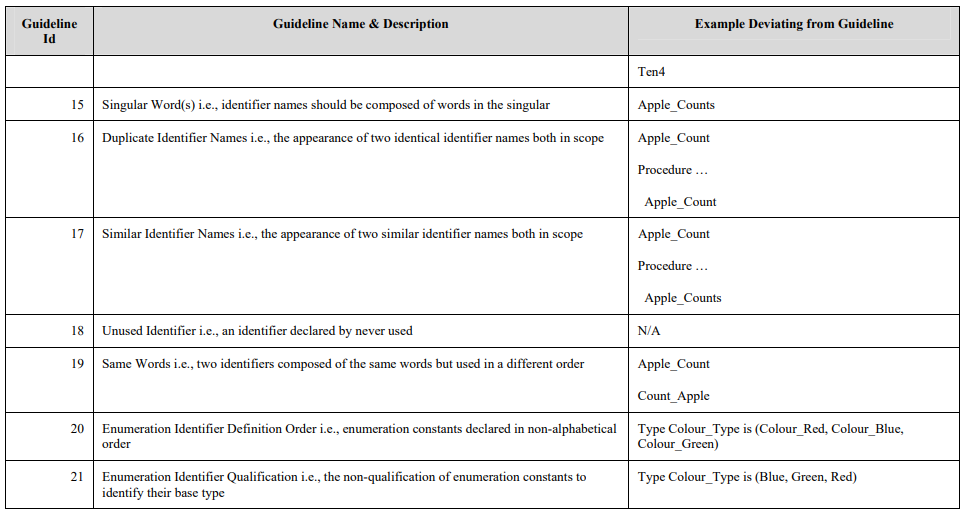 Guideline Id
Guideline Name & Description
Example Deviating from Guideline
Ten4
15
Singular Word(s) i.e., identifier names should be composed of words in the singular
Apple_Counts
16
Duplicate Identifier Names i.e., the appearance of two identical identifier names both in scope
Apple_Count
Procedure …
Apple_Count
17
Similar Identifier Names i.e., the appearance of two similar identifier names both in scope
Apple_Count
Procedure …
Apple_Counts
18
Unused Identifier i.e., an identifier declared by never used
N/A
19
Same Words i.e., two identifiers composed of the same words but used in a different order
Apple_Count
Count_Apple
20
Enumeration Identifier Definition Order i.e., enumeration constants declared in non-alphabetical
order
Type Colour_Type is (Colour_Red, Colour_Blue,
Colour_Green)
21
Enumeration Identifier Qualification i.e., the non-qualification of enumeration constants to
identify their base type
Type Colour_Type is (Blue, Green, Red)